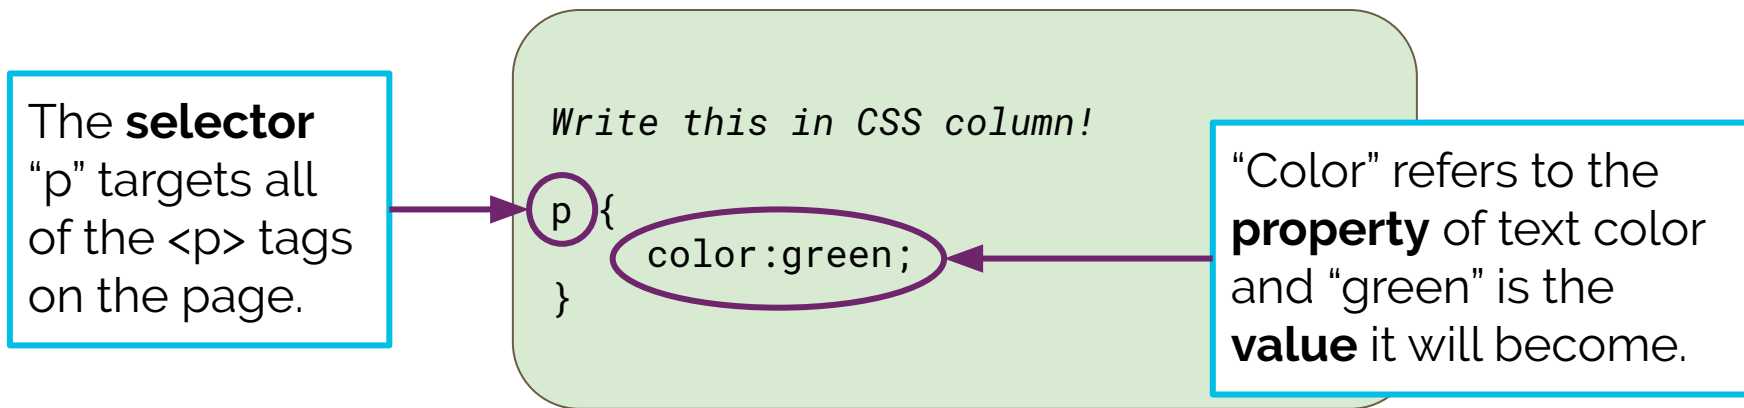 The selector
“p” targets all
of the <p> tags
on the page.
Write this in CSS column!
p {
color:green;
}
“Color” refers to the
property of text color
and “green” is the
value it will become.